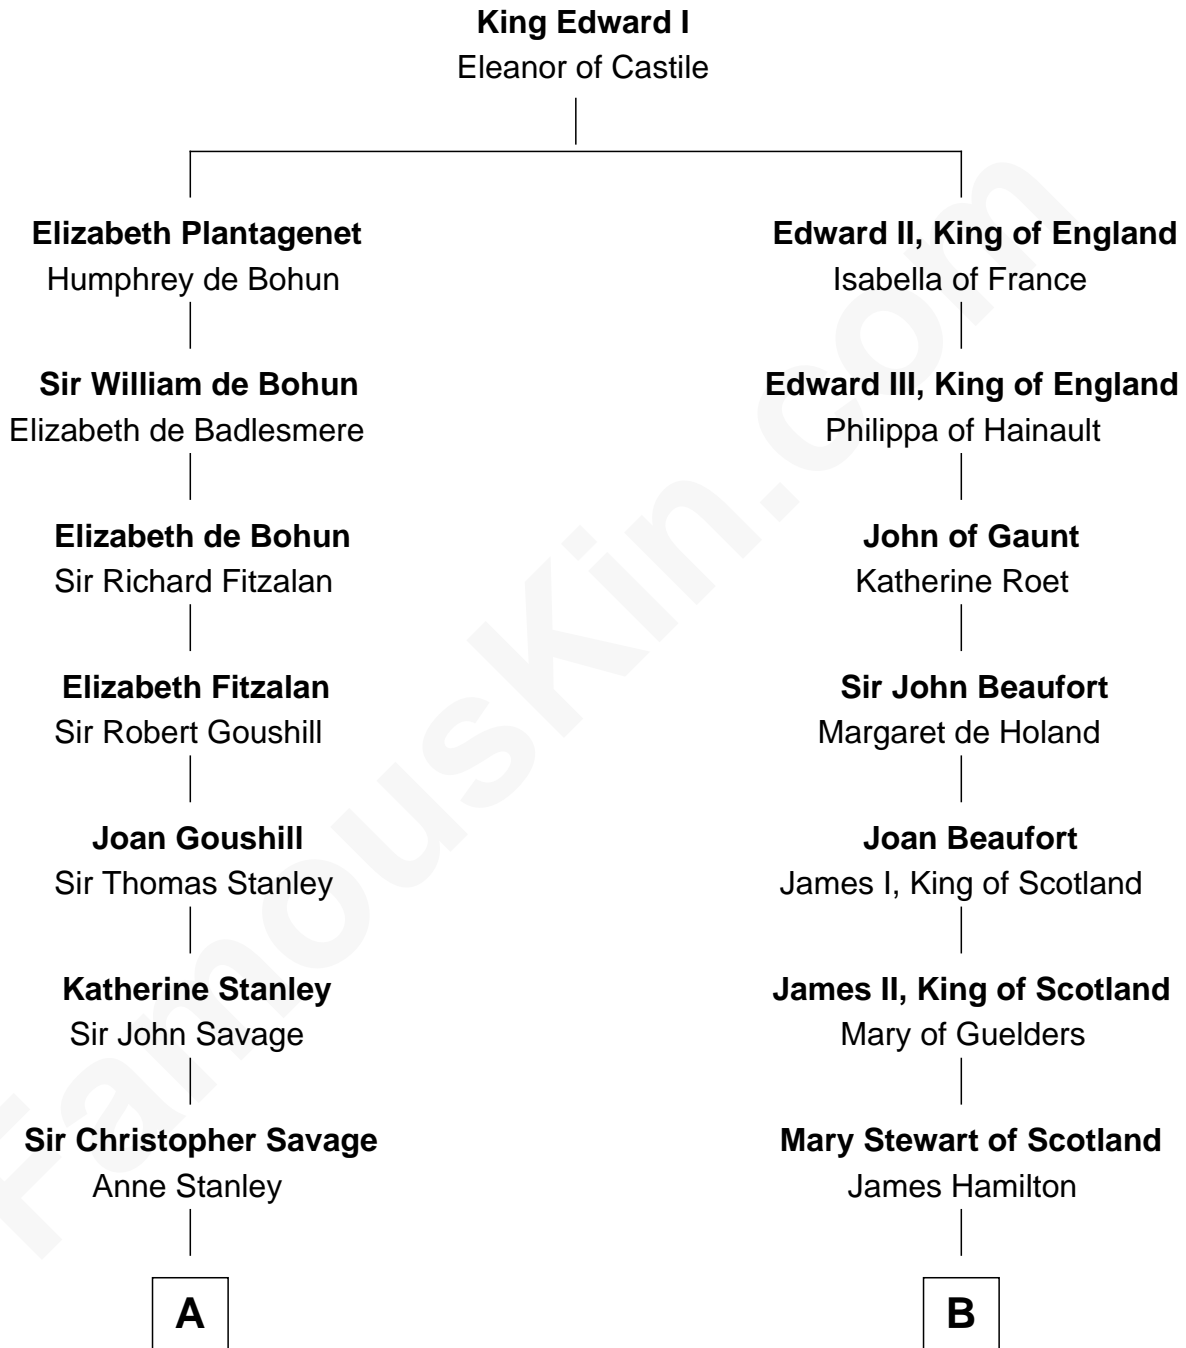 King Edward I
Eleanor of Castile
Elizabeth Plantagenet
Humphrey de Bohun
Edward II, King of England
Isabella of France
Sir William de Bohun
Elizabeth de Badlesmere
Edward III, King of England
Philippa of Hainault
Elizabeth de Bohun
Sir Richard Fitzalan
John of Gaunt
Katherine Roet
Elizabeth Fitzalan
Sir Robert Goushill
Sir John Beaufort
Margaret de Holand
Joan Goushill
Sir Thomas Stanley
Joan Beaufort
James I, King of Scotland
Katherine Stanley
Sir John Savage
James II, King of Scotland
Mary of Guelders
Sir Christopher Savage
Anne Stanley
Mary Stewart of Scotland
James Hamilton
A
B
FamousKin.com